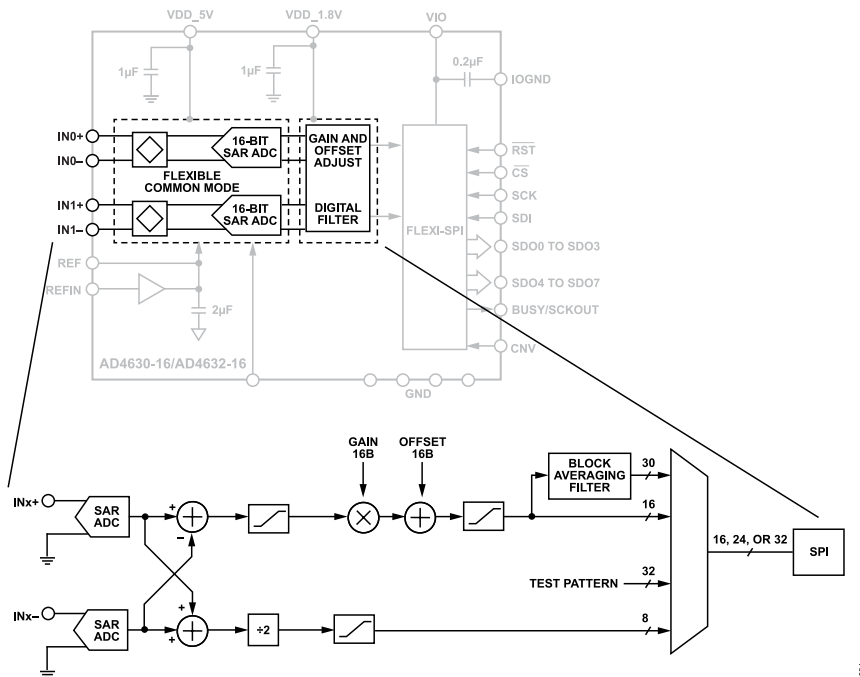 VDD_5V
VDD_1.8V
VIO
1µF
1µF
0.2µF
IOGND
IN0+
IN0–
IN1+
IN1–
16-BIT
SAR ADC
FLEXIBLE
COMMON MODE
16-BIT
SAR ADC
GAIN AND
OFFSET
ADJUST
DIGITAL
FILTER
FLEXI-SPI
RST
CS
SCK
SDI
SDO0 TO SDO3
SDO4 TO SDO7
BUSY/SCKOUT
CNV
REF
REFIN
2µF
AD4630-16/AD4632-16
GND
GAIN
16B
OFFSET
16B
BLOCK
AVERAGING
FILTER
30
INx+
SAR
ADC
+
–
16
16, 24, OR 32
SPI
TEST PATTERN
32
INx–
SAR
ADC
+
+
÷2
8